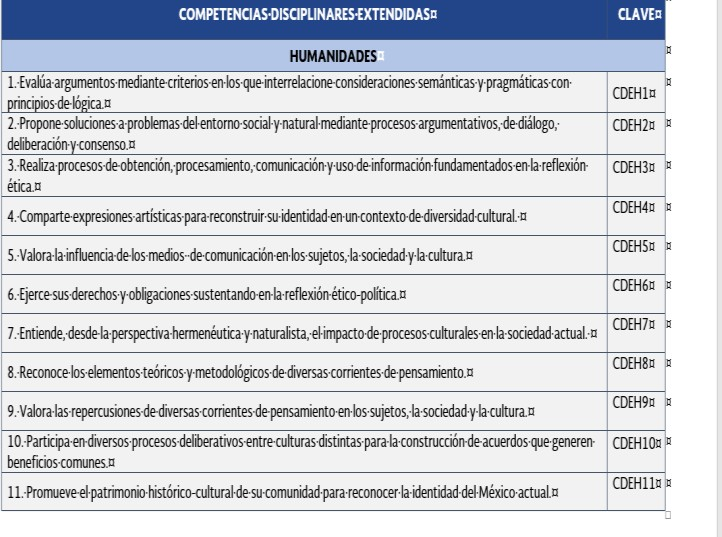 COMPETENCIAS DISCIPLINARES EXTENDIDAS CLAVE
HUMANIDADES
1. Evalúa argumentos mediante criterios en los que interrelacione consideraciones semánticas y pragmáticas con
principios de lógica. CDEH1
2. Propone soluciones a problemas del entorno social y natural mediante procesos argumentativos, de diálogo,
deliberación y consenso. CDEH2
3. Realiza procesos de obtención, procesamiento, comunicación y uso de información fundamentados en la reflexión
ética. CDEH3
4. Comparte expresiones artísticas para reconstruir su identidad en un contexto de diversidad cultural. CDEH4
5. Valora la influencia de los medios de comunicación en los sujetos, la sociedad y la cultura. CDEH5
6. Ejerce sus derechos y obligaciones sustentando en la reflexión ético-política. CDEH6
7. Entiende, desde la perspectiva hermenéutica y naturalista, el impacto de procesos culturales en la sociedad actual. CDEH7
8. Reconoce los elementos teóricos y metodológicos de diversas corrientes de pensamiento. CDEH8
9. Valora las repercusiones de diversas corrientes de pensamiento en los sujetos, la sociedad y la cultura. CDEH9
10. Participa en diversos procesos deliberativos entre culturas distintas para la construcción de acuerdos que generen
beneficios comunes. CDEH10
11. Promueve el patrimonio histórico-cultural de su comunidad para reconocer la identidad del México actual. CDEH11